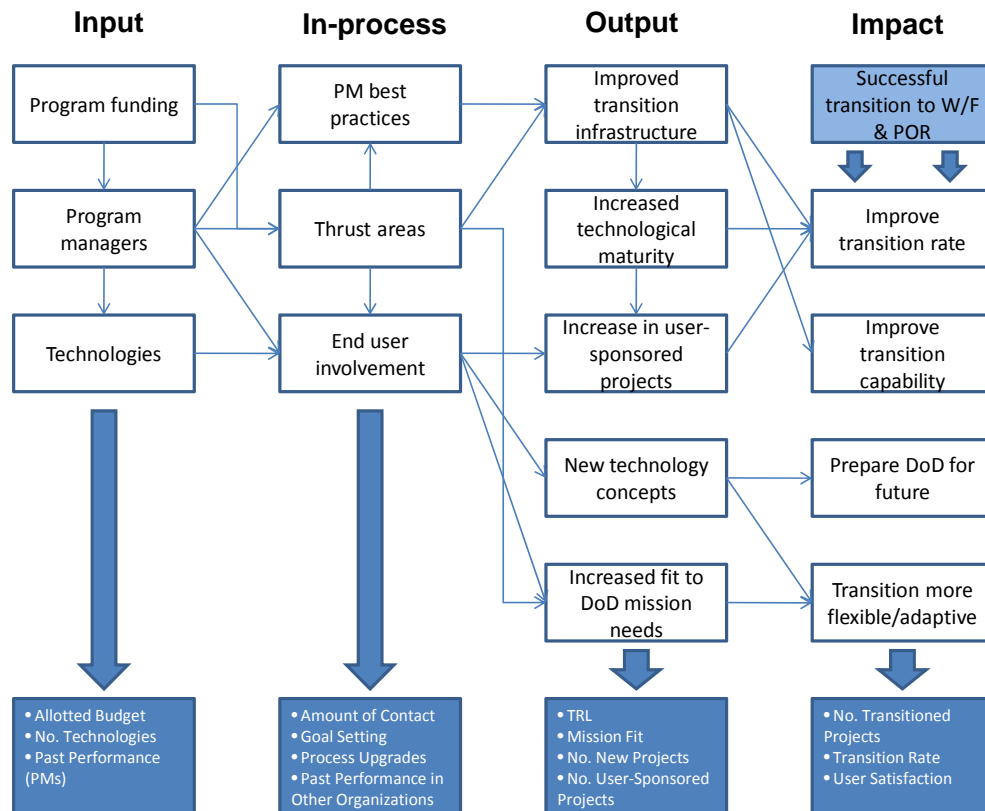 Input
In-process
Output
Impact
Program funding
PM best
practices
Improved
transition
infrastructure
Successful
transition to W/F
& POR
Program
managers
Thrust areas
Increased
technological
maturity
Improve
transition rate
Technologies
End user
involvement
Increase in user-
sponsored
projects
Improve
transition
capability
New technology
concepts
Prepare DoD for
future
Increased fit to
DoD mission
needs
Transition more
flexible/adaptive
• Allotted Budget
• No. Technologies
• Past Performance
(PMs)
• Amount of Contact
• Goal Setting
• Process Upgrades
• Past Performance in
Other Organizations
• TRL
• Mission Fit
• No. New Projects
• No. User-Sponsored
Projects
• No. Transitioned
Projects
• Transition Rate
• User Satisfaction